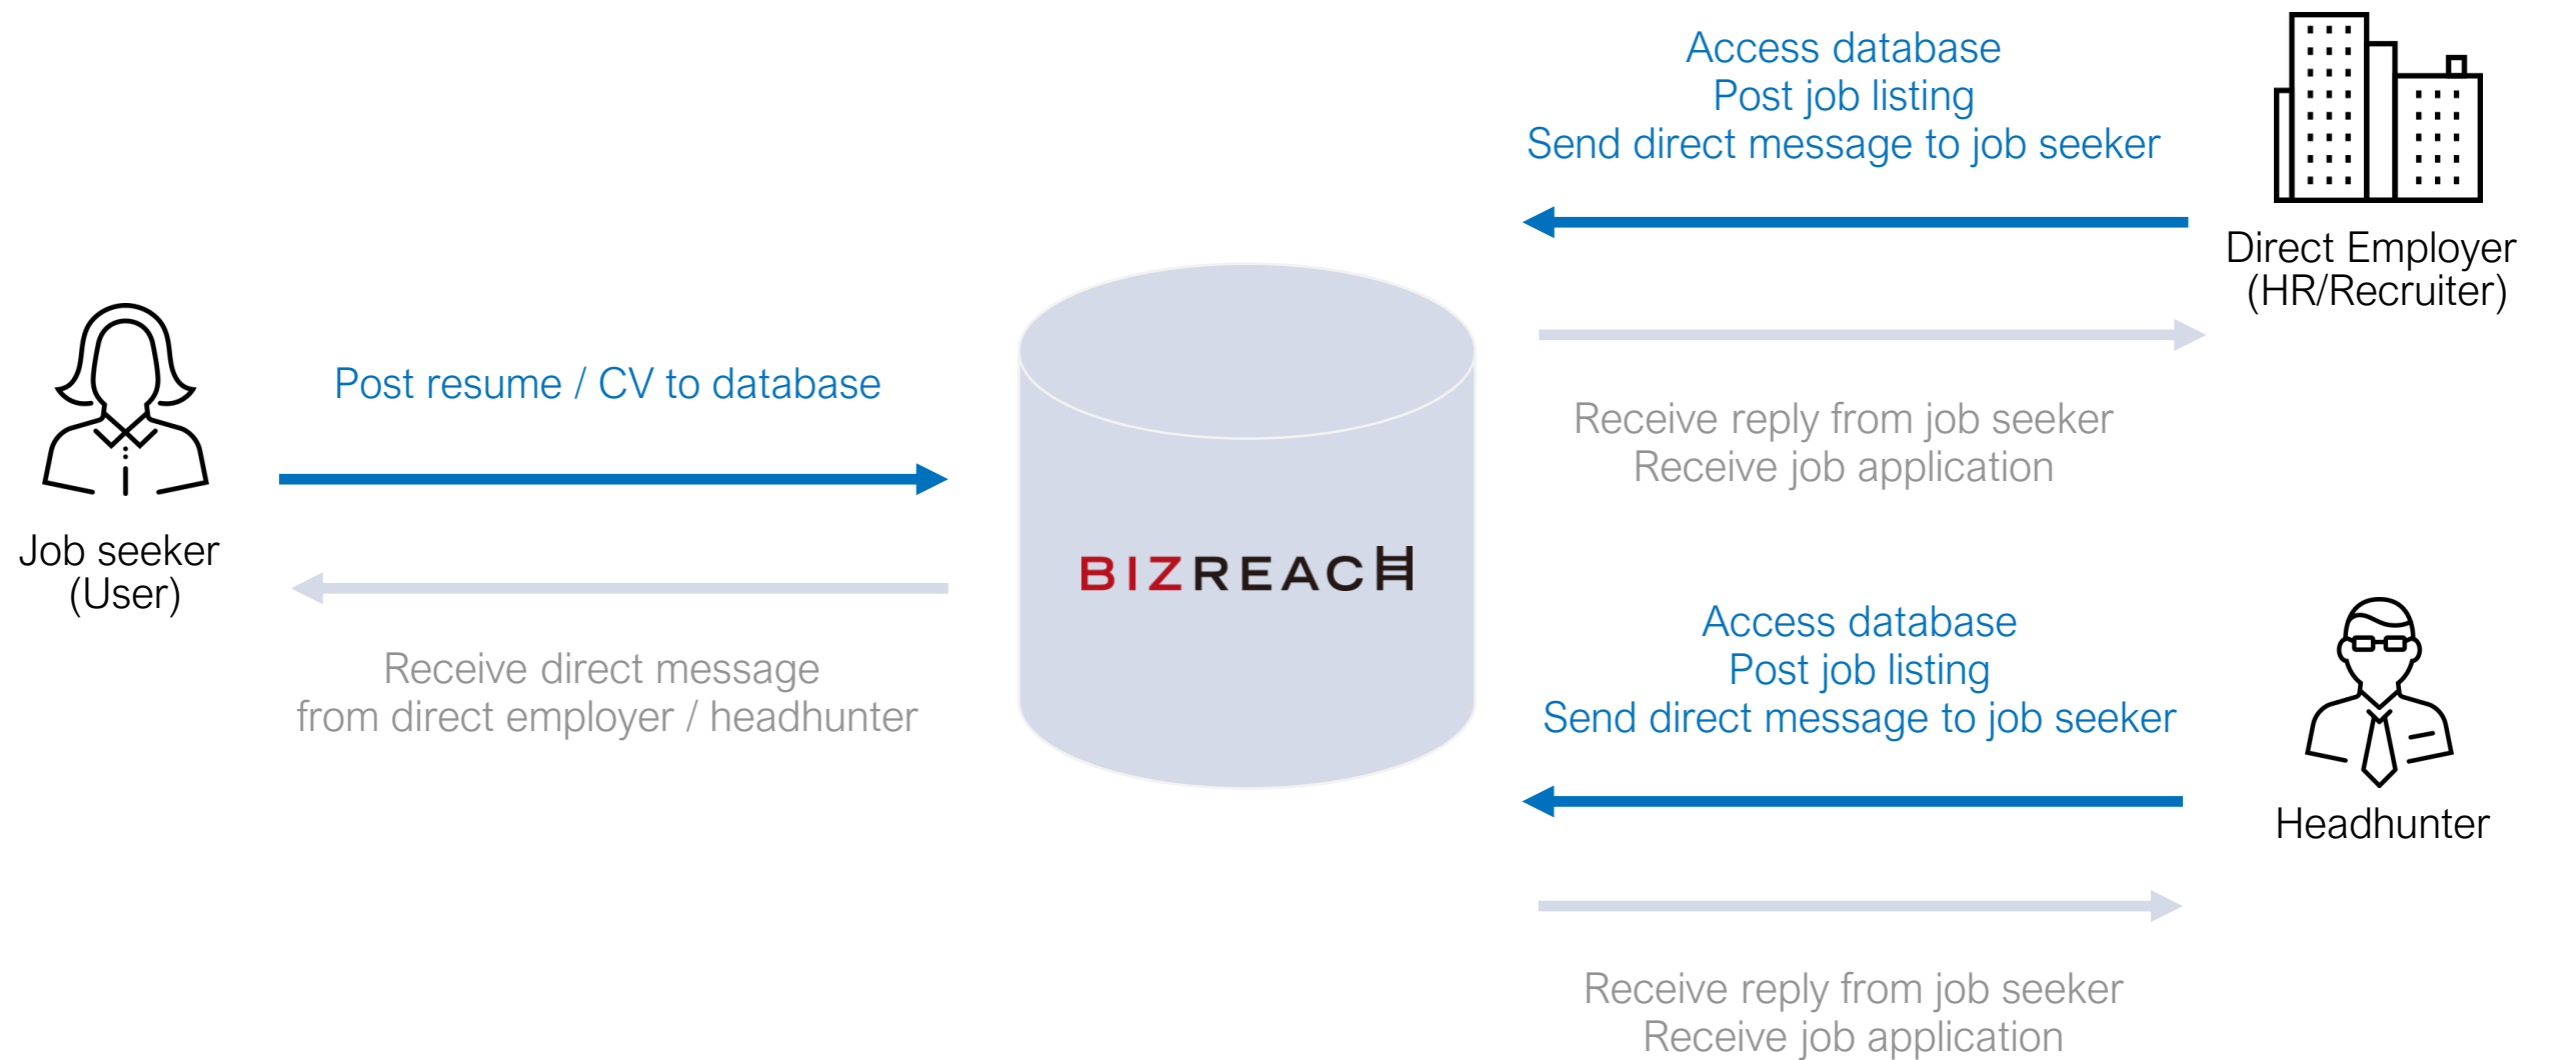 Post resume / CV to database
Job seeker
(User)
Receive direct message
from direct employer / headhunter
BIZREACH
Access database
Post job listing
Send direct message to job seeker
Direct Employer
(HR/Recruiter)
Receive reply from job seeker
Receive job application
Access database
Post job listing
Send direct message to job seeker
Headhunter
Receive reply from job seeker
Receive job application